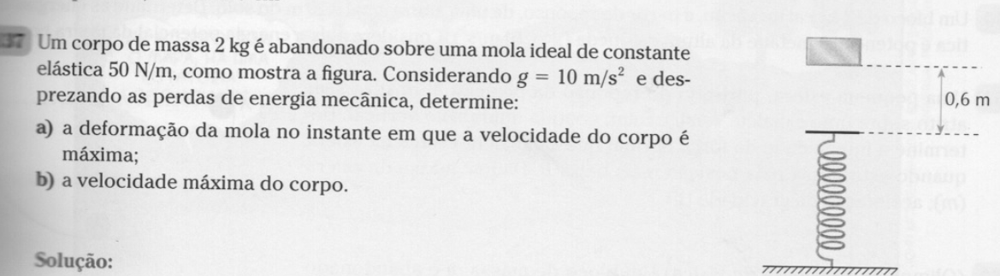 37 Um corpo de massa 2 kg é abandonado sobre uma mola ideal de constante
elástica 50 N/m, como mostra a figura. Considerando g = 10 m/s² e des-
prezando as perdas de energia mecânica, determine:
a) a deformação da mola no instante em que a velocidade do corpo é
máxima;
b) a velocidade máxima do corpo.
0,6 m
Solução: